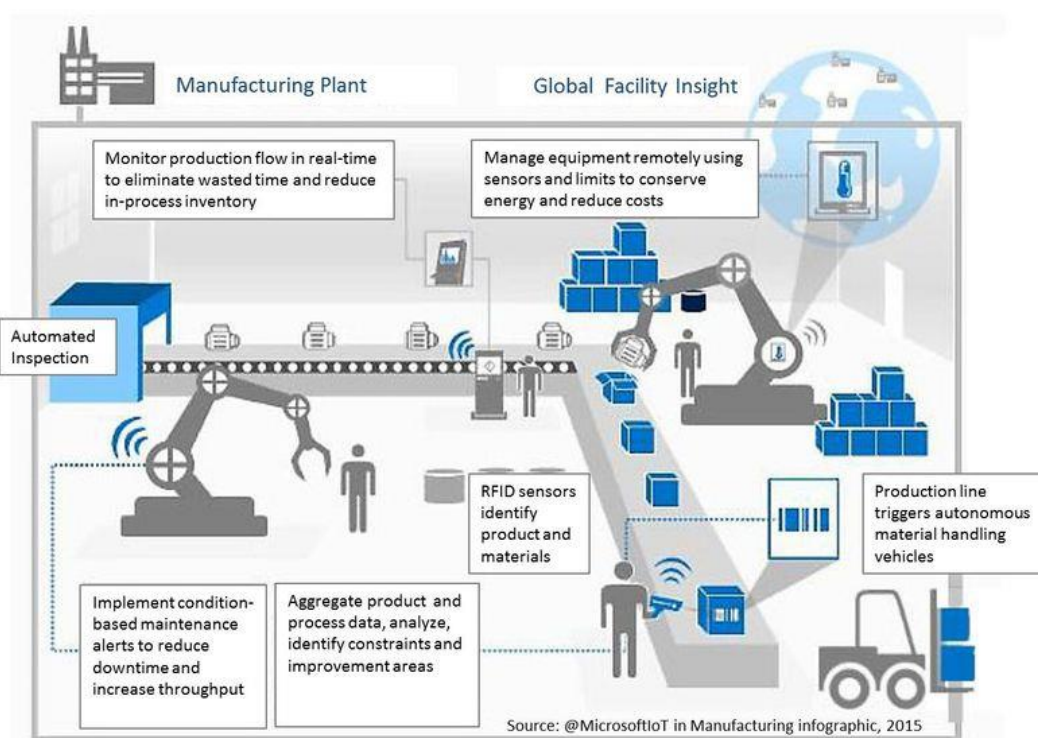 Manufacturing Plant
Global Facility Insight
Monitor production flow in real-time
to eliminate wasted time and reduce
in-process inventory
Manage equipment remotely using
sensors and limits to conserve
energy and reduce costs
Automated
Inspection
RFID sensors
identify
product and
materials
Production line
triggers autonomous
material handling
vehicles
Implement condition-
based maintenance
alerts to reduce
downtime and
increase throughput
Aggregate product and
process data, analyze,
identify constraints and
improvement areas
Source: @MicrosoftIoT in Manufacturing infographic, 2015